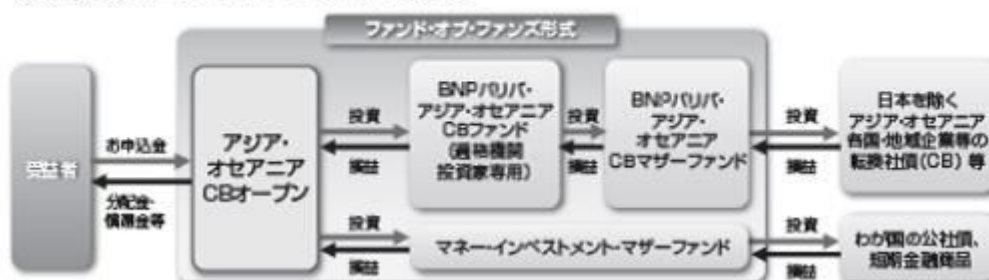 ファンド・オブ・ファンズ形式
受益者
お申込金
分配金・
償還金等
アジア・
オセアニア
CBオープン
投資
損益
BNPパリバ・
アジア・オセアニア
CBファンド
(適格機関
投資家専用)
投資
損益
BNPパリバ・
アジア・
オセアニア
CBマザーファンド
投資
損益
日本を除く
アジア・オセアニア
各国・地域企業等の
転換社債(CB)等
投資
損益
マネー・インベストメント・マザーファンド
投資
損益
わが国の公社債、
短期金融商品